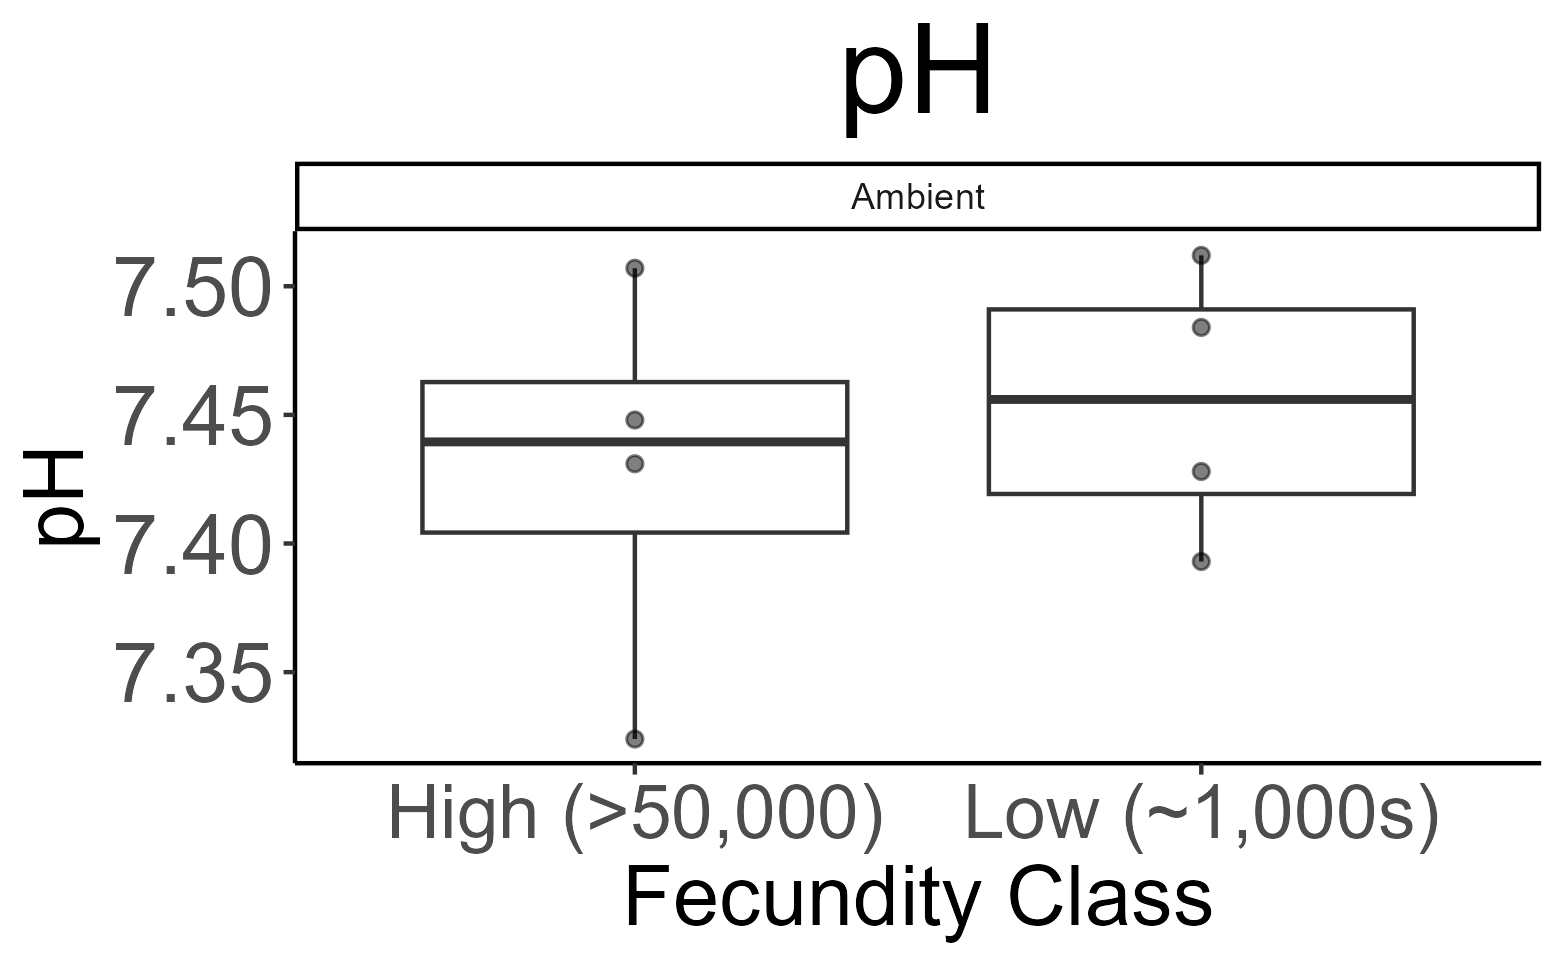 pH
Ambient
7.50
7.45
7.40
7.35
pH
High (>50,000)
Low (~1,000s)
Fecundity Class